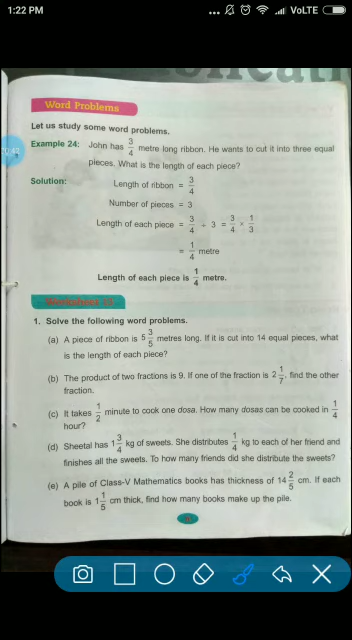 1:22 PM
... VoLTE
Word Problems
Let us study some word problems.
Example 24: John has 3/4 metre long ribbon. He wants to cut it into three equal
pieces. What is the length of each piece?
Solution: Length of ribbon = 3/4
Number of pieces = 3
Length of each piece = 3/4 ÷ 3 = 3/4 × 1/3
= 1/4 metre
Length of each piece is 1/4 metre.
1. Solve the following word problems.
(a) A piece of ribbon is 5 3/5 metres long. If it is cut into 14 equal pieces, what
is the length of each piece?
(b) The product of two fractions is 9. If one of the fraction is 2 1/7, find the other
fraction.
(c) It takes 1/2 minute to cook one dosa. How many dosas can be cooked in 1/4
hour?
(d) Sheetal has 1 3/4 kg of sweets. She distributes 1/4 kg to each of her friend and
finishes all the sweets. To how many friends did she distribute the sweets?
(e) A pile of Class-V Mathematics books has thickness of 14 2/5 cm. If each
book is 1 1/5 cm thick, find how many books make up the pile.